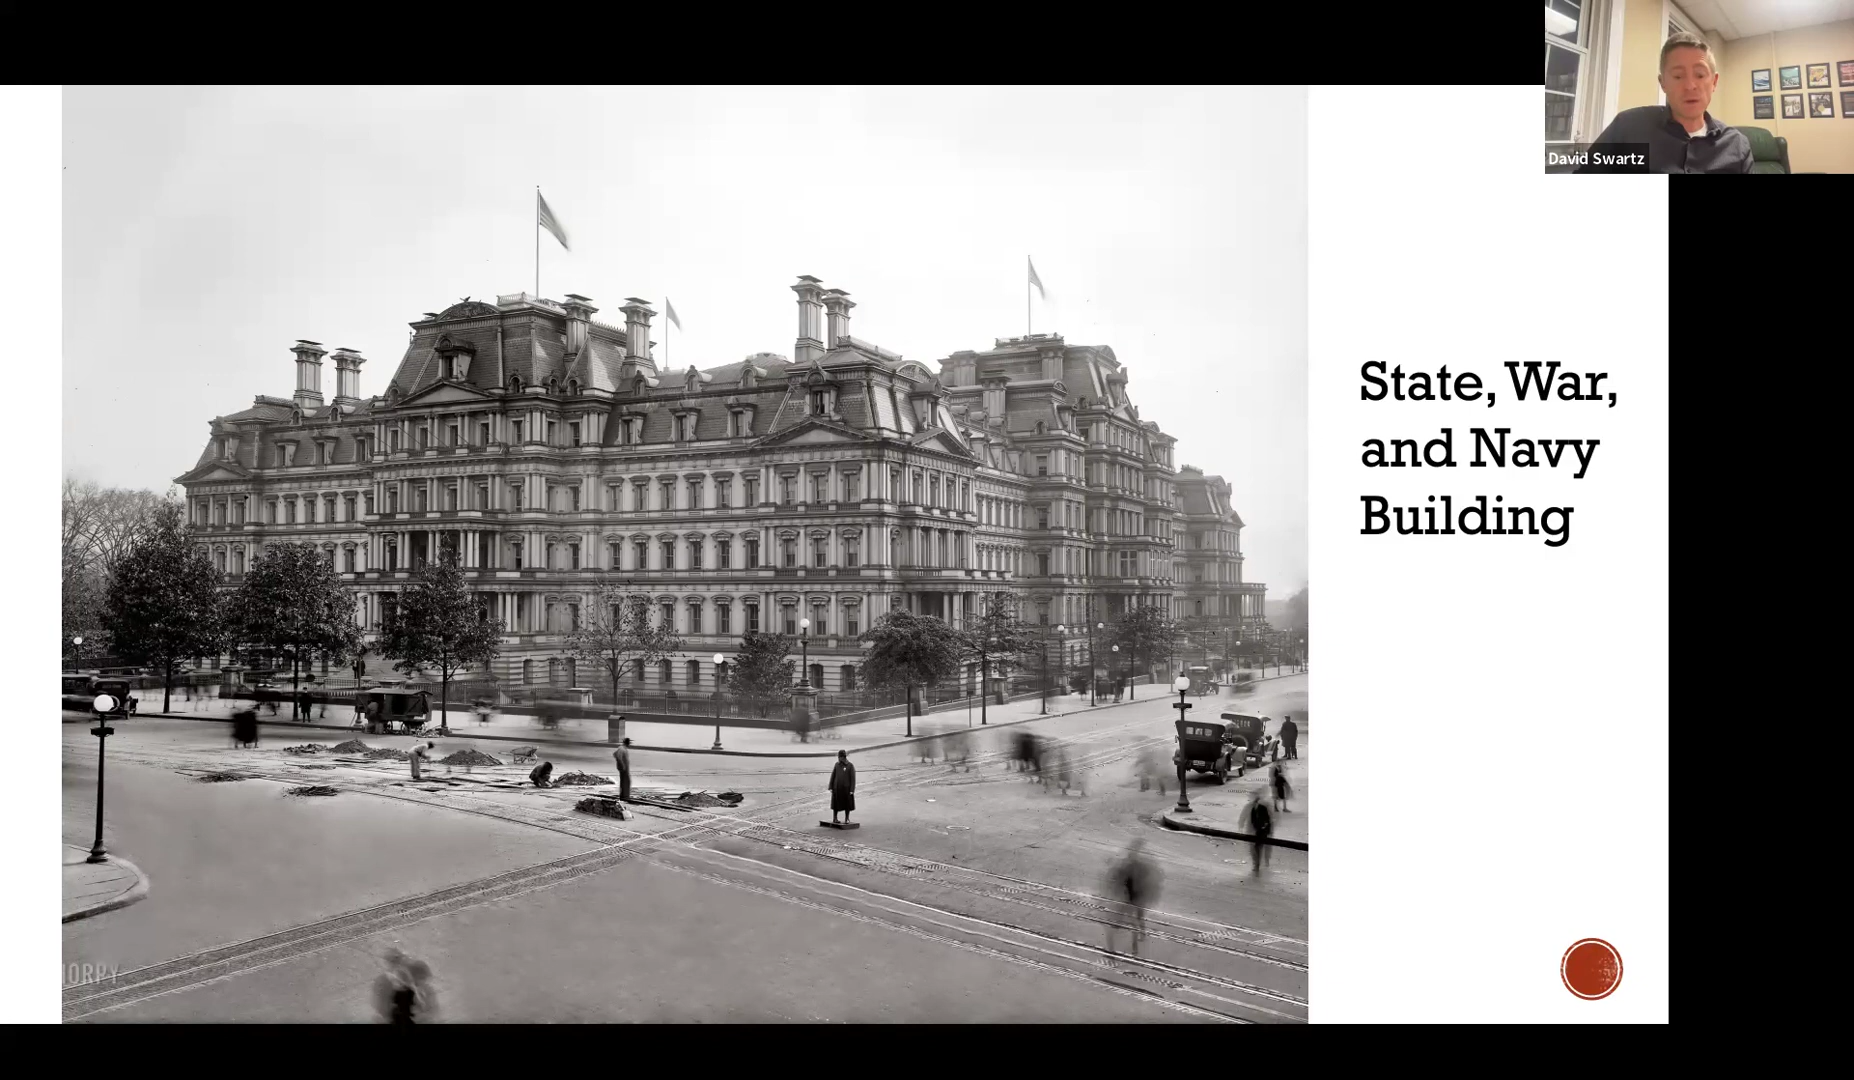 David Swartz
State, War,
and Navy
Building